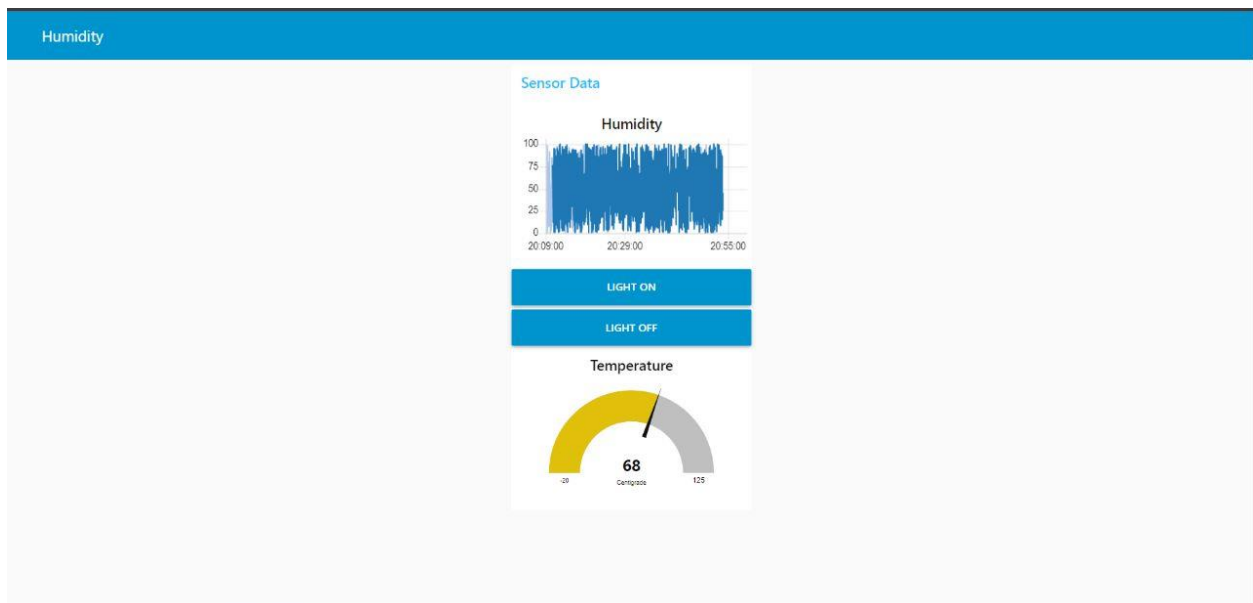 Humidity
Sensor Data
Humidity
100
75
50
25
0
20:09:00 20:29:00 20:55:00
LIGHT ON
LIGHT OFF
Temperature
68
-20 Centigrade 125